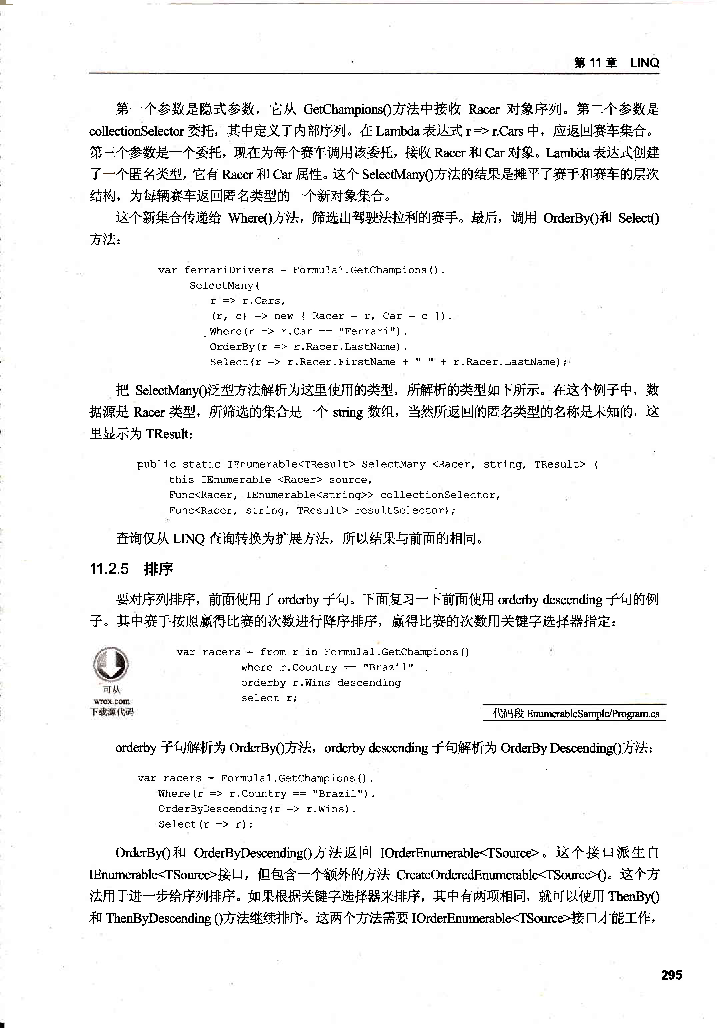 第 11 章 LINQ
第一个参数是隐式参数，它从 GetChampions()方法中接收 Racer 对象序列。第二个参数是
collectionSelector 委托，其中定义了内部序列。在 Lambda 表达式 r => r.Cars 中，应返回赛车集合。
第三个参数是一个委托，现在为每个赛车调用该委托，接收 Racer 和 Car 对象。Lambda 表达式创建
了一个匿名类型，它有 Racer 和 Car 属性。这个 SelectMany()方法的结果是摊平了赛手和赛车的层次
结构，为每辆赛车返回匿名类型的一个新对象集合。
这个新集合传递给 Where()方法，筛选出驾驶法拉利的赛手。最后，调用 OrderBy()和 Select()
方法：
var ferrariDrivers = Formula1.GetChampions().
SelectMany(
r => r.Cars,
(r, c) => new { Racer = r, Car = c }).
Where(r => r.Car == "Ferrari").
OrderBy(r => r.Racer.LastName).
Select(r => r.Racer.FirstName + " " + r.Racer.LastName);
把 SelectMany()泛型方法解析为这里使用的类型，所解析的类型如下所示。在这个例子中，数
据源是 Racer 类型，所筛选的集合是一个 string 数组，当然所返回的匿名类型的名称是未知的，这
里显示为 TResult：
public static IEnumerable<TResult> SelectMany <Racer, string, TResult> (
this IEnumerable <Racer> source,
Func<Racer, IEnumerable<string>> collectionSelector,
Func<Racer, string, TResult> resultSelector);
查询仅从 LINQ 查询转换为扩展方法，所以结果与前面的相同。
11.2.5 排序
要对序列排序，前面使用了 orderby 子句。下面复习一下前面使用 orderby descending 子句的例
子。其中赛手按照赢得比赛的次数进行降序排序，赢得比赛的次数用关键字选择器指定：
var racers = from r in Formula1.GetChampions()
where r.Country == "Brazil"
orderby r.Wins descending
select r;
可从
wrox.com
下载源代码
代码段 EnumerableSample/Program.cs
orderby 子句解析为 OrderBy()方法，orderby descending 子句解析为 OrderBy Descending()方法：
var racers = Formula1.GetChampions().
Where(r => r.Country == "Brazil").
OrderByDescending(r => r.Wins).
Select(r => r);
OrderBy()和 OrderByDescending()方法返回 IOrderEnumerable<TSource>。这个接口派生自
IEnumerable<TSource>接口，但包含一个额外的方法 CreateOrderedEnumerable<TSource>()。这个方
法用于进一步给序列排序。如果根据关键字选择器来排序，其中有两项相同，就可以使用 ThenBy()
和 ThenByDescending ()方法继续排序。这两个方法需要 IOrderEnumerable<TSource>接口才能工作，
295